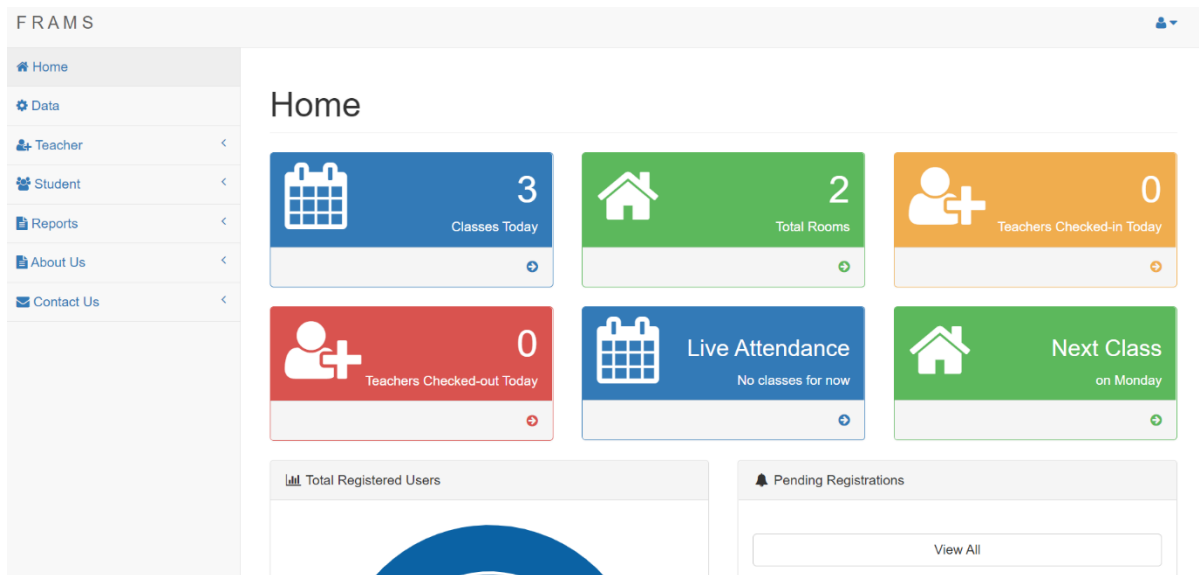 FRAMS
Home
Data
Teacher
Student
Reports
About Us
Contact Us
Home
3
Classes Today
2
Total Rooms
0
Teachers Checked-in Today
0
Teachers Checked-out Today
Live Attendance
No classes for now
Next Class
on Monday
Total Registered Users
Pending Registrations
View All